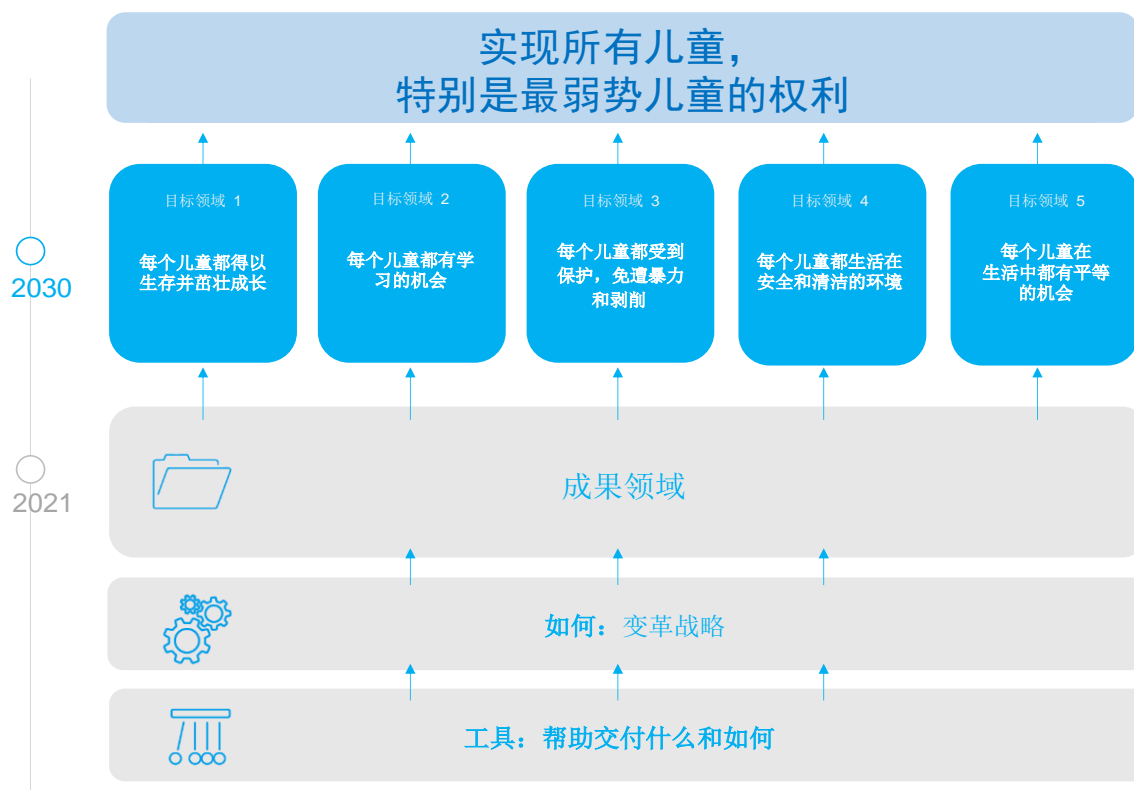 实现所有儿童，
特别是最弱势儿童的权利
目标领域 1
每个儿童都得以
生存并茁壮成长
目标领域 2
每个儿童都有学
习的机会
目标领域 3
每个儿童都受到
保护，免遭暴力
和剥削
目标领域 4
每个儿童都生活在
安全和清洁的环境
目标领域 5
每个儿童在
生活中都有平等
的机会
2030
成果领域
2021
如何：变革战略
工具：帮助交付什么和如何